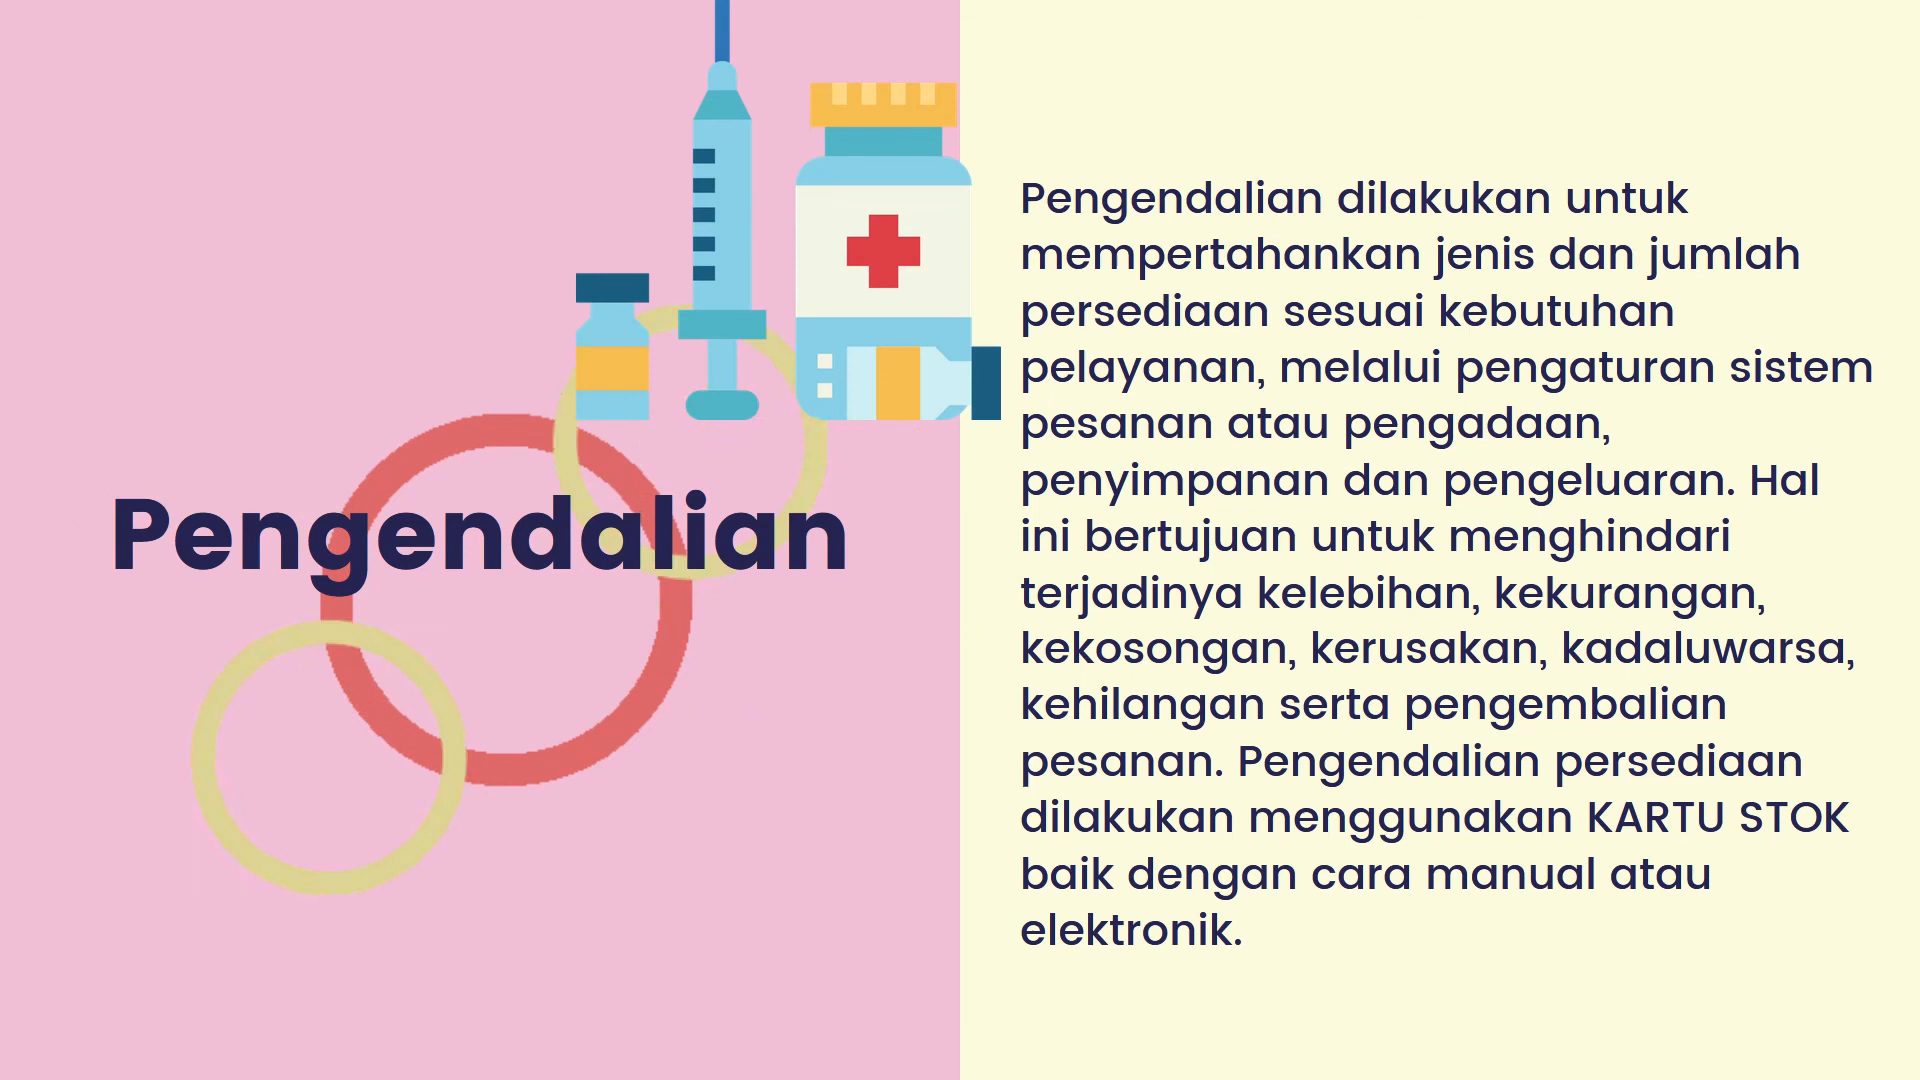 Pengendalian
Pengendalian dilakukan untuk
mempertahankan jenis dan jumlah
persediaan sesuai kebutuhan
pelayanan, melalui pengaturan sistem
pesanan atau pengadaan,
penyimpanan dan pengeluaran. Hal
ini bertujuan untuk menghindari
terjadinya kelebihan, kekurangan,
kekosongan, kerusakan, kadaluwarsa,
kehilangan serta pengembalian
pesanan. Pengendalian persediaan
dilakukan menggunakan KARTU STOK
baik dengan cara manual atau
elektronik.